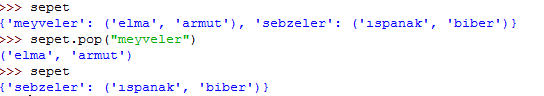 >>> sepet
{'meyveler': ('elma', 'armut'), 'sebzeler': ('ıspanak', 'biber')}
>>> sepet.pop("meyveler")
('elma', 'armut')
>>> sepet
{'sebzeler': ('ıspanak', 'biber')}